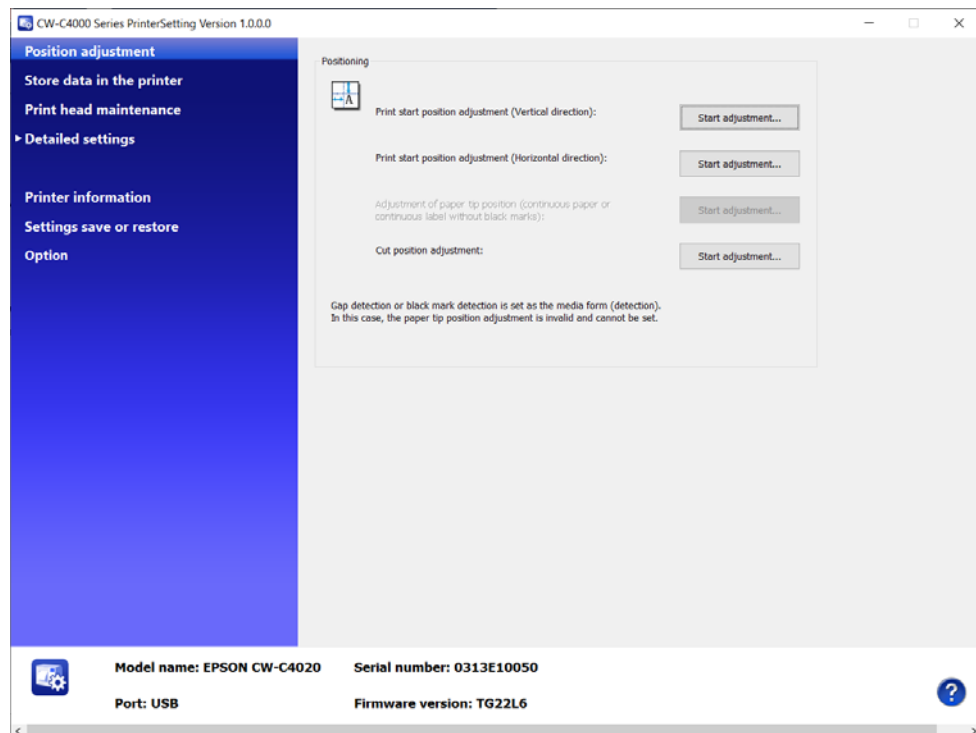 CW-C4000 Series PrinterSetting Version 1.0.0.0
Position adjustment
Store data in the printer
Print head maintenance
Detailed settings
Printer information
Settings save or restore
Option
Positioning
A
Print start position adjustment (Vertical direction):
Start adjustment...
Print start position adjustment (Horizontal direction):
Start adjustment...
Adjustment of paper tip position (continuous paper or
continuous label without black marks):
Start adjustment...
Cut position adjustment:
Start adjustment...
Gap detection or black mark detection is set as the media form (detection).
In this case, the paper tip position adjustment is invalid and cannot be set.
Model name: EPSON CW-C4020
Serial number: 0313E10050
Port: USB
Firmware version: TG22L6
?